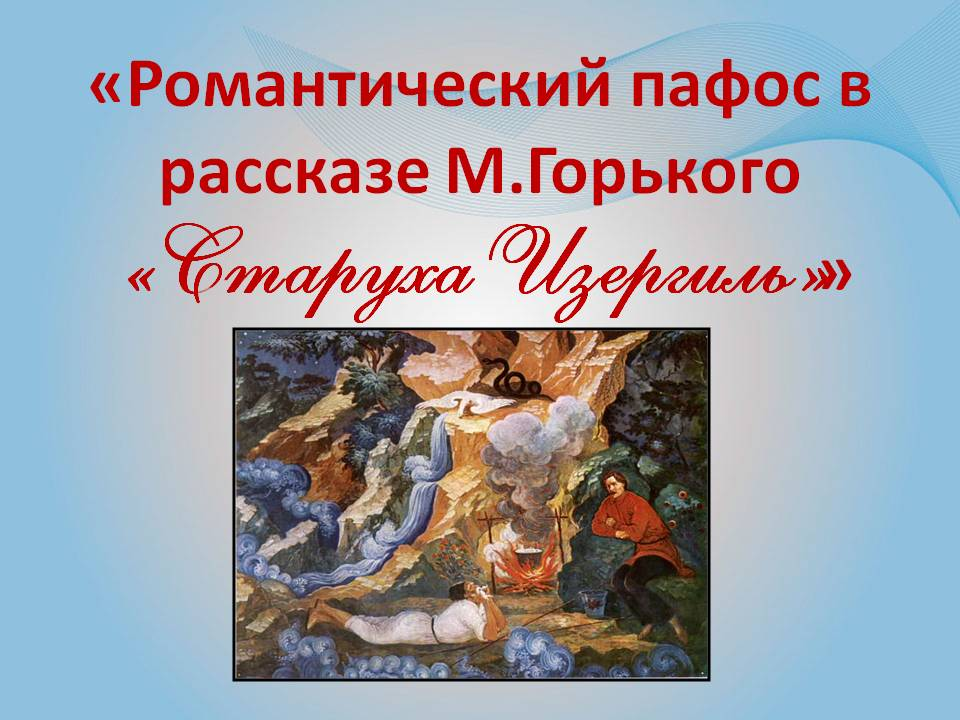 «Романтический пафос в
рассказе М.Горького
«Старуха Изергиль»»